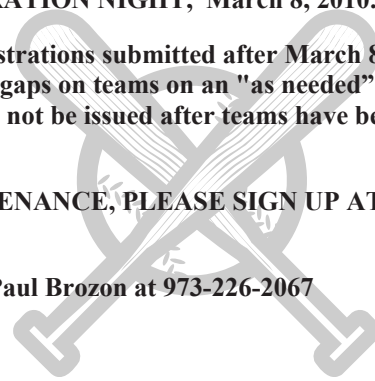 RATION NIGHT, March 8, 2010.
strations submitted after March 8
gaps on teams on an "as needed”
not be issued after teams have be
ENANCE, PLEASE SIGN UP AT
Paul Brozon at 973-226-2067